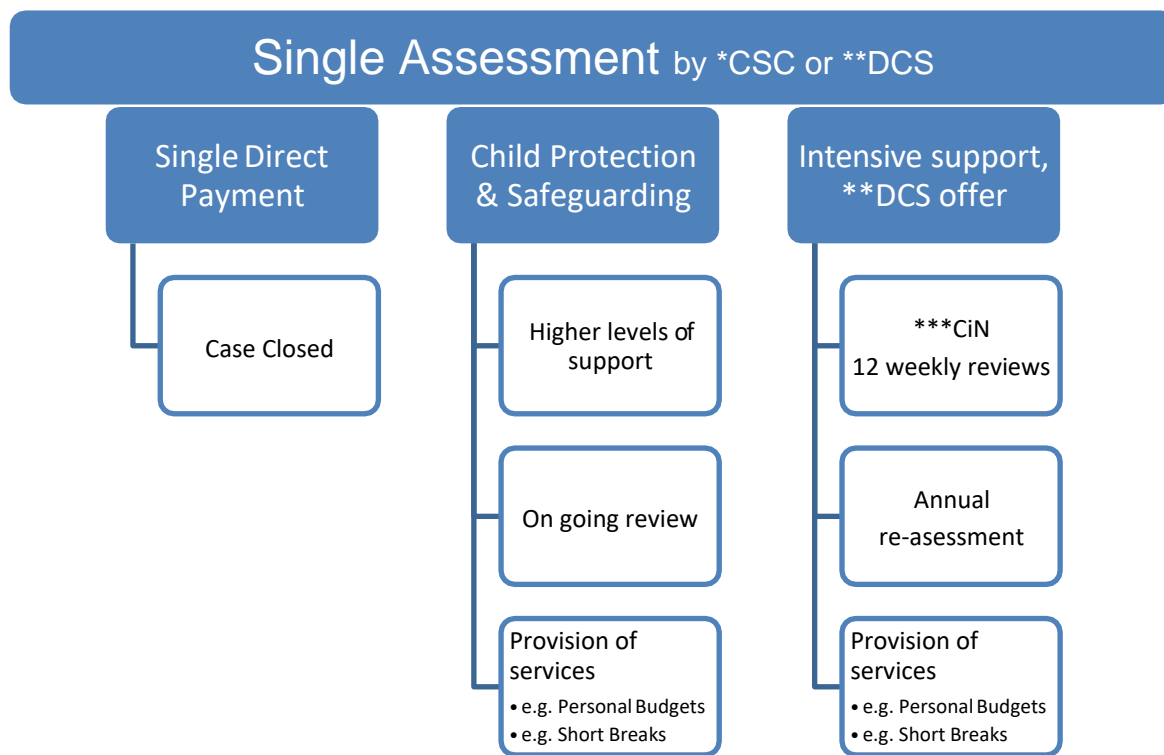 Single Assessment by *CSC or **DCS
Single Direct
Payment
Case Closed
Child Protection
& Safeguarding
Higher levels of
support
On going review
Provision of
services
• e.g. Personal Budgets
• e.g. Short Breaks
Intensive support,
**DCS offer
***CiN
12 weekly reviews
Annual
re-asessment
Provision of
services
• e.g. Personal Budgets
• e.g. Short Breaks